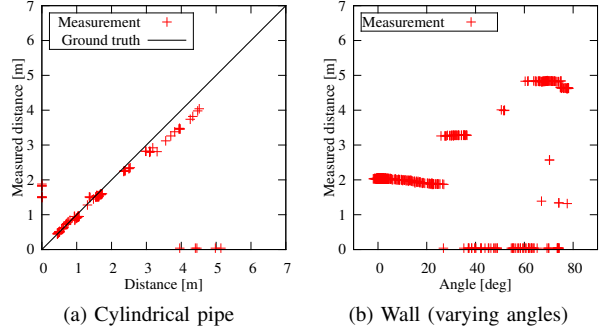 Measurement
Ground truth
Measured distance [m]
7
6
5
4
3
2
1
0
0 1 2 3 4 5 6 7
Distance [m]
(a) Cylindrical pipe
Measurement
Measured distance [m]
7
6
5
4
3
2
1
0
0 20 40 60 80
Angle [deg]
(b) Wall (varying angles)